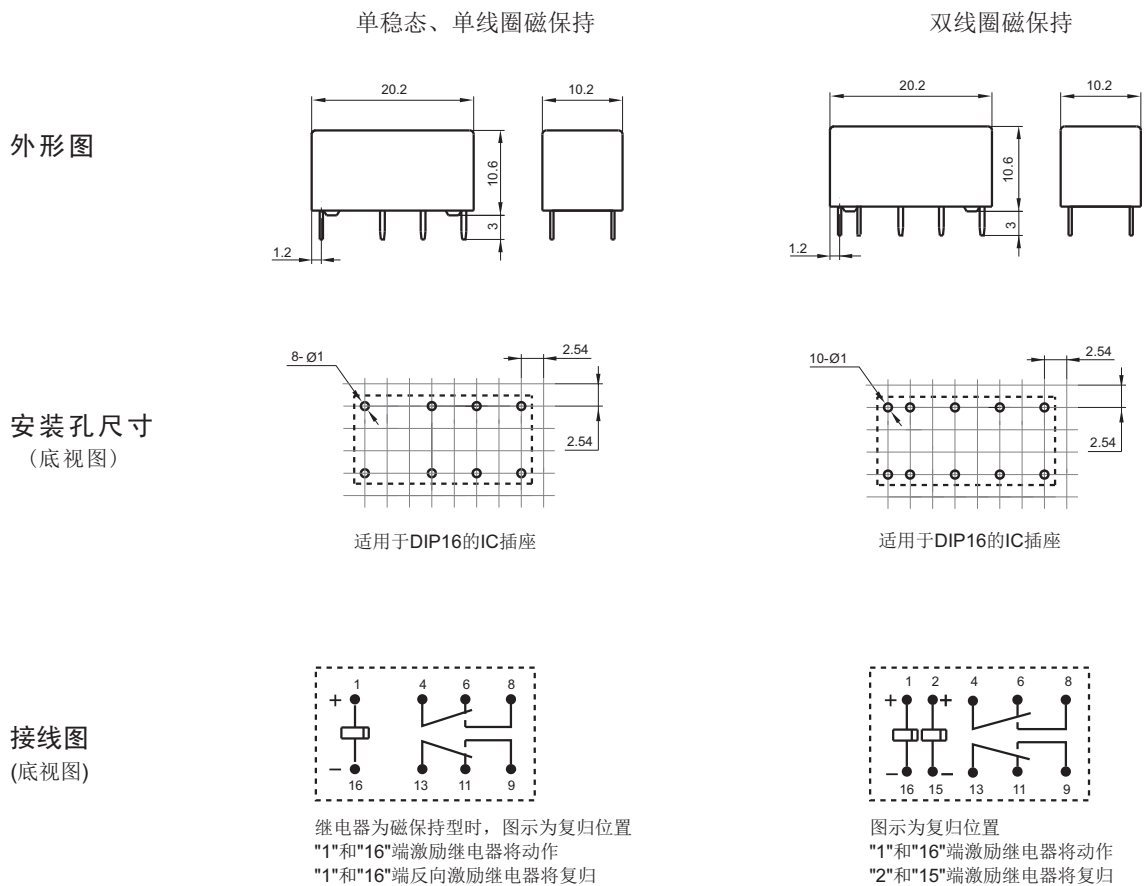 单稳态、单线圈磁保持
双线圈磁保持
外形图
20.2
10.2
10.6
3
1.2
20.2
10.2
10.6
3
1.2
安装孔尺寸
(底视图)
8- Ø1
2.54
2.54
适用于DIP16的IC插座
10-Ø1
2.54
2.54
适用于DIP16的IC插座
接线图
(底视图)
1 4 6 8
+
−
16 13 11 9
继电器为磁保持型时，图示为复归位置
"1"和"16"端激励继电器将动作
"1"和"16"端反向激励继电器将复归
1 2 4 6 8
+ +
− −
16 15 13 11 9
图示为复归位置
"1"和"16"端激励继电器将动作
"2"和"15"端激励继电器将复归